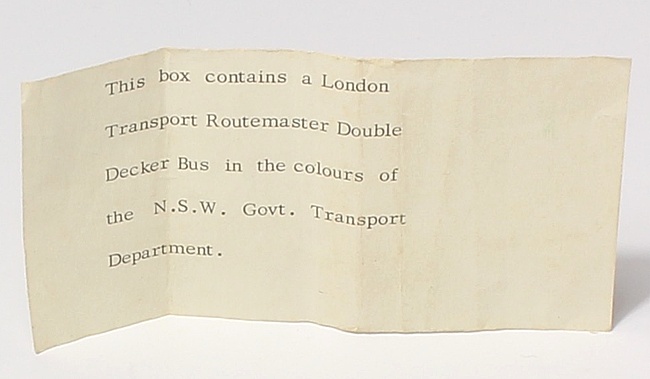 This box contains a London
Transport Routemaster Double
Decker Bus in the colours of
the N.S.W. Govt. Transport
Department.